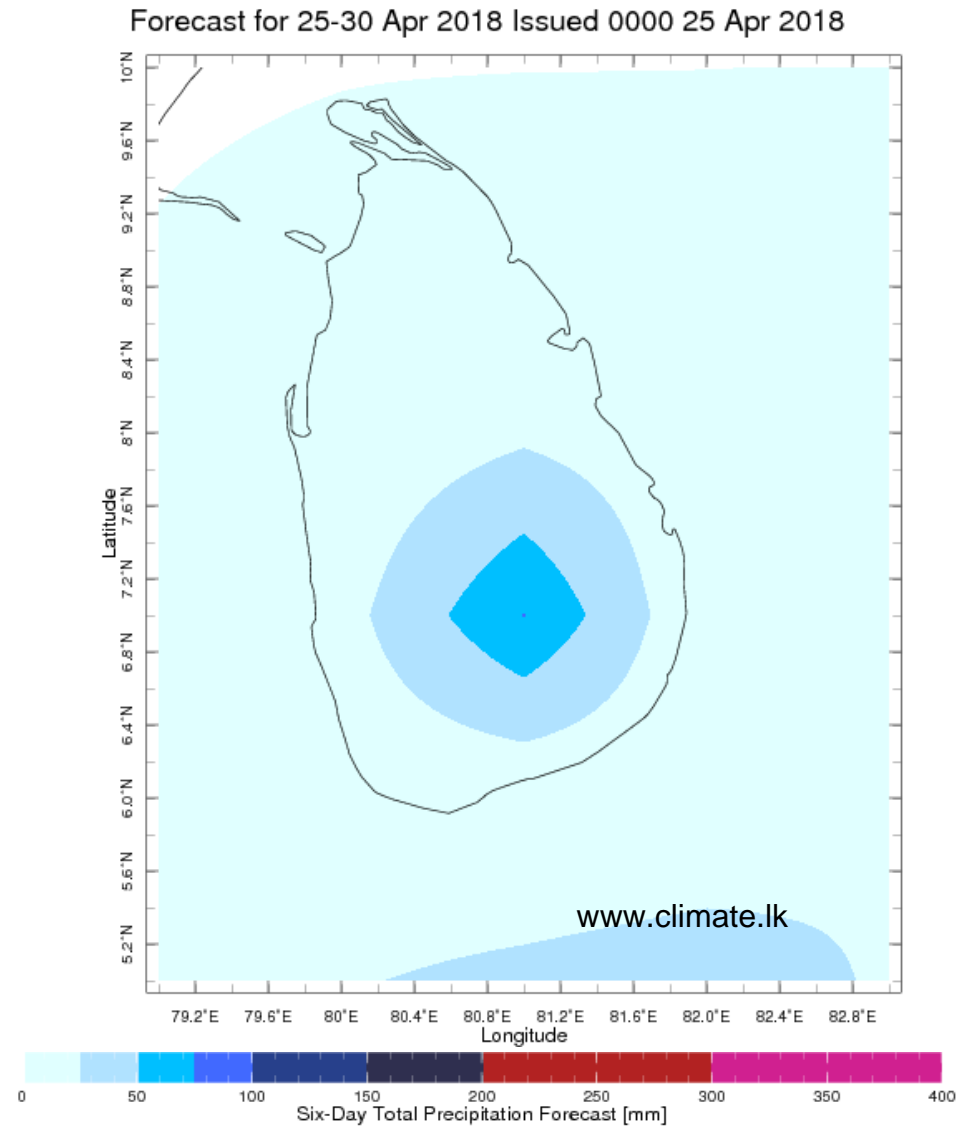 Forecast for 25-30 Apr 2018 Issued 0000 25 Apr 2018
10°N
9.6°N
9.2°N
8.8°N
8.4°N
8°N
7.6°N
7.2°N
6.8°N
6.4°N
6.0°N
5.6°N
5.2°N
Latitude
www.climate.lk
79.2°E 79.6°E 80°E 80.4°E 80.8°E 81.2°E 81.6°E 82.0°E 82.4°E 82.8°E
Longitude
0 50 100 150 200 250 300 350 400
Six-Day Total Precipitation Forecast [mm]